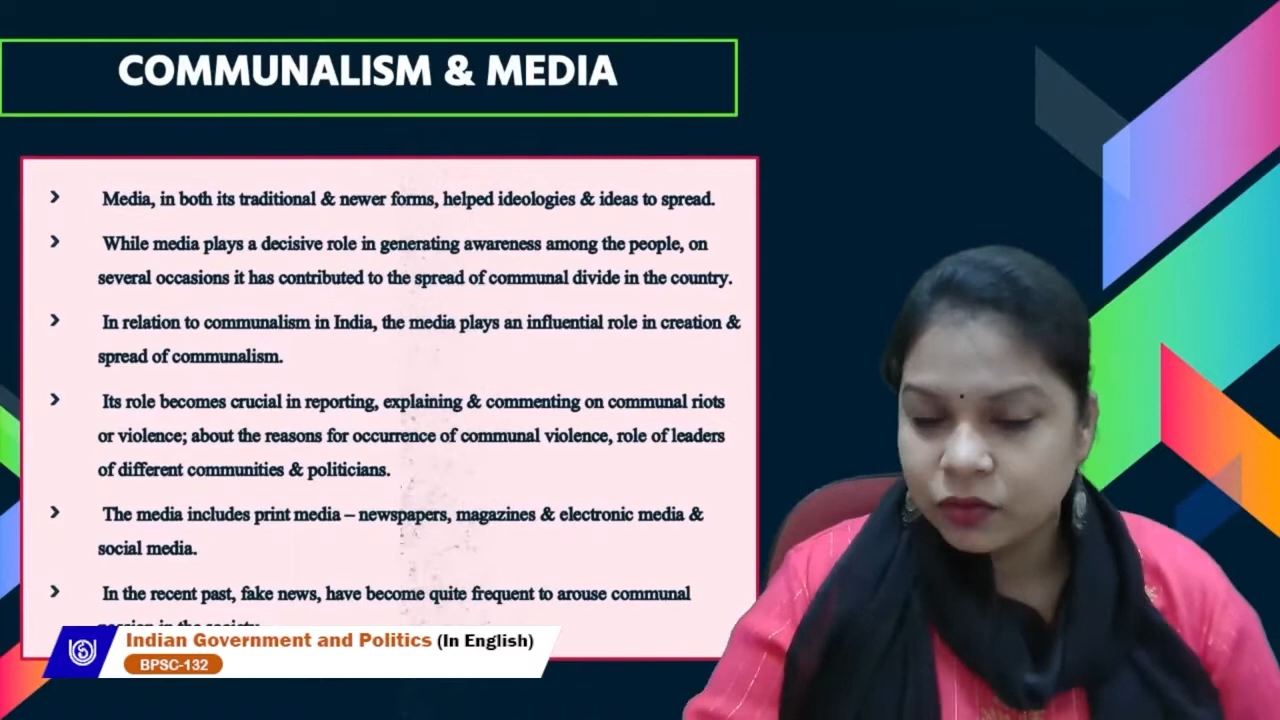 COMMUNALISM & MEDIA
Media, in both its traditional & newer forms, helped ideologies & ideas to spread.
While media plays a decisive role in generating awareness among the people, on
several occasions it has contributed to the spread of communal divide in the country.
In relation to communalism in India, the media plays an influential role in creation &
spread of communalism.
Its role becomes crucial in reporting, explaining & commenting on communal riots
or violence; about the reasons for occurrence of communal violence, role of leaders
of different communities & politicians.
The media includes print media – newspapers, magazines & electronic media &
social media.
In the recent past, fake news, have become quite frequent to arouse communal
in the society
Indian Government and Politics (In English)
BPSC-132